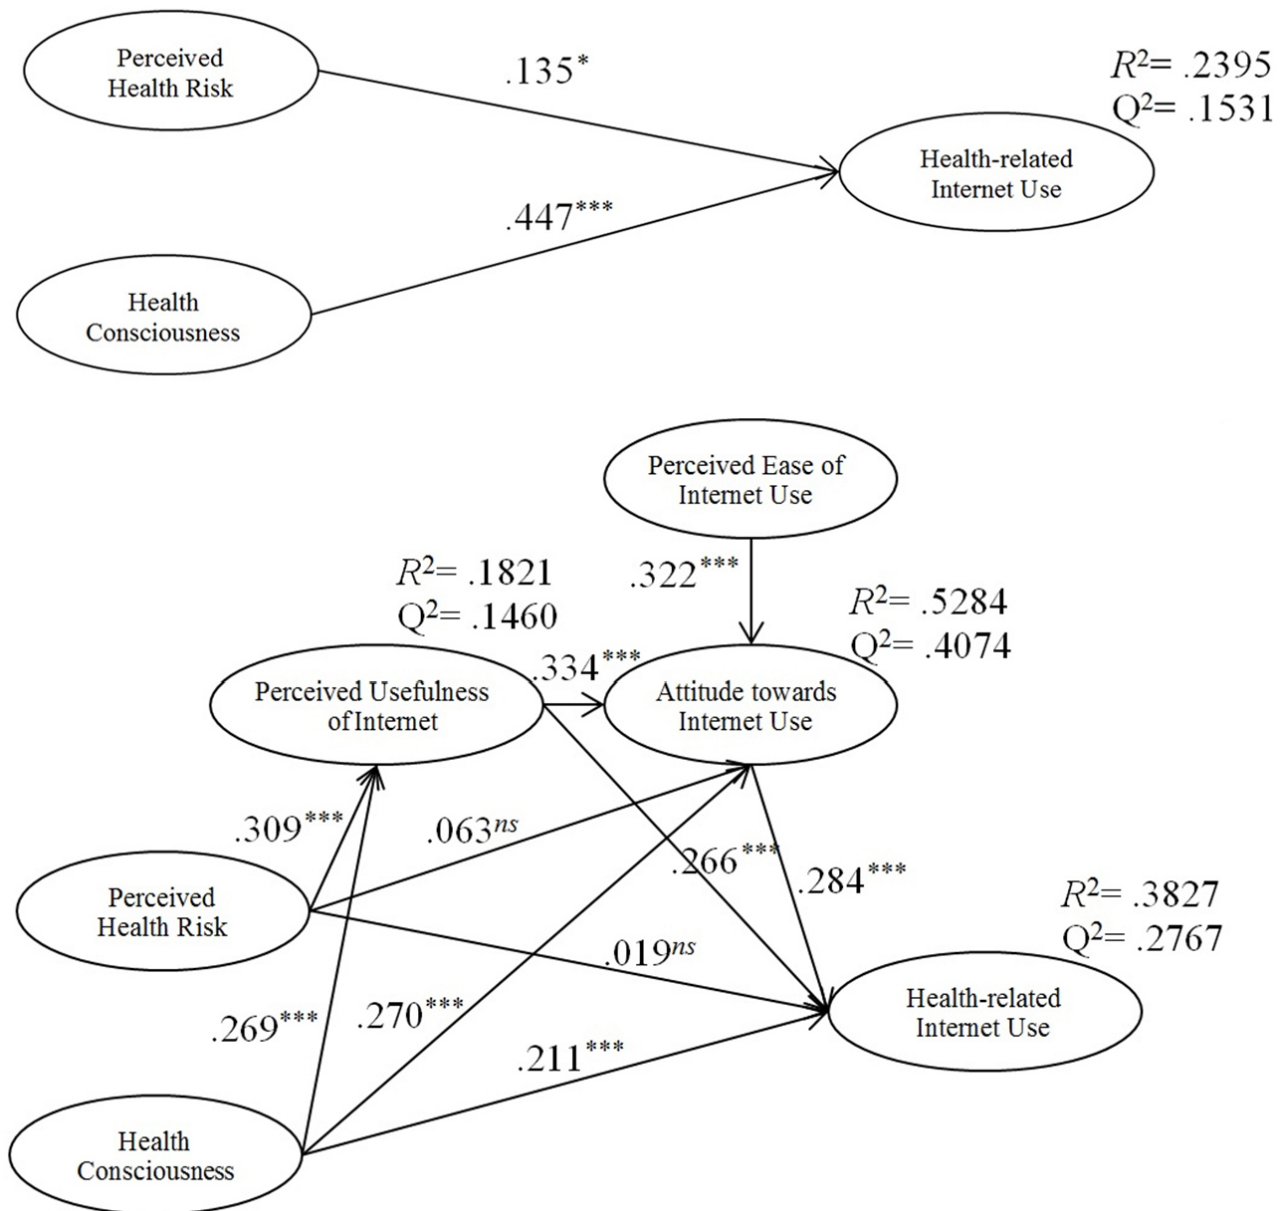 Perceived
Health Risk
.135*
R²= .2395
Q²= .1531
Health-related
Internet Use
.447***
Health
Consciousness
Perceived Ease of
Internet Use
R²= .1821
Q²= .1460
.322***
R²= .5284
Q²= .4074
.334***
Perceived Usefulness
of Internet
Attitude towards
Internet Use
.309***
.063ns
.266***
.284***
Perceived
Health Risk
R²= .3827
Q²= .2767
.019ns
Health-related
Internet Use
.269***
.270***
.211***
Health
Consciousness